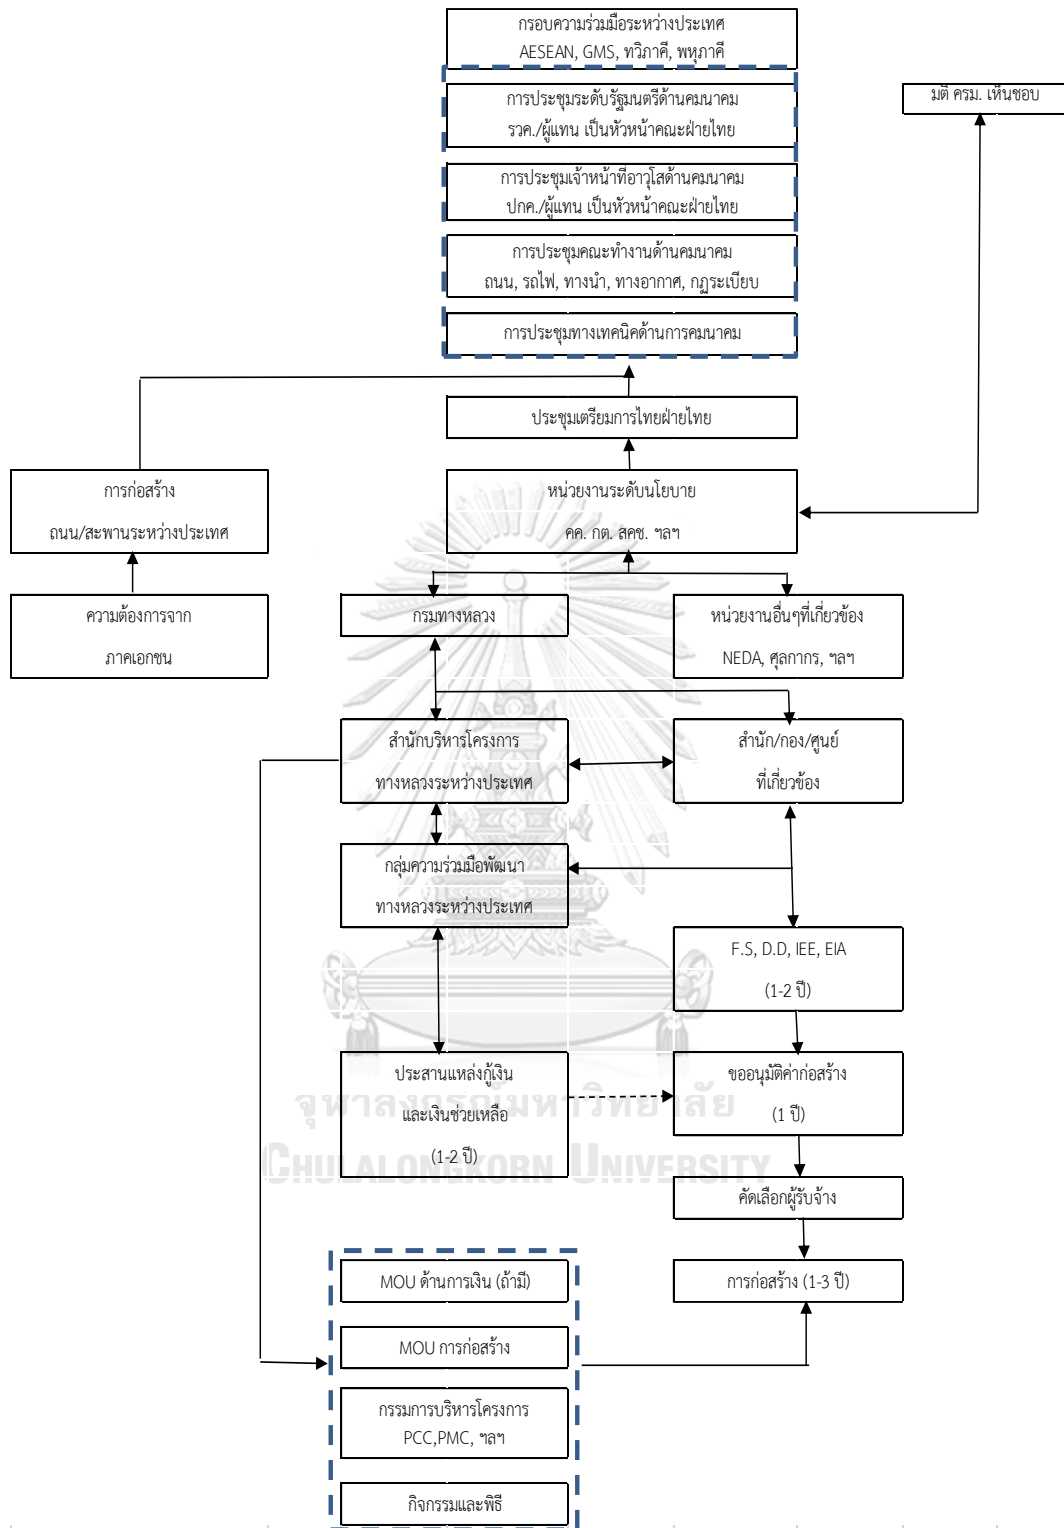 กรอบความร่วมมือระหว่างประเทศ
AESEAN, GMS, ทวิภาคี, พหุภาคี
การประชุมระดับรัฐมนตรีด้านคมนาคม
รวค./ผู้แทน เป็นหัวหน้าคณะฝ่ายไทย
มติ ครม. เห็นชอบ
การประชุมเจ้าหน้าที่อาวุโสด้านคมนาคม
ปกค./ผู้แทน เป็นหัวหน้าคณะฝ่ายไทย
การประชุมคณะทำงานด้านคมนาคม
ถนน, รถไฟ, ทางน้ำ, ทางอากาศ, กฎระเบียบ
การประชุมทางเทคนิคด้านการคมนาคม
ประชุมเตรียมการไทยฝ่ายไทย
การก่อสร้าง
ถนน/สะพานระหว่างประเทศ
หน่วยงานระดับนโยบาย
คค. กต. สคช. ฯลฯ
ความต้องการจาก
ภาคเอกชน
กรมทางหลวง
หน่วยงานอื่นๆที่เกี่ยวข้อง
NEDA, ศุลกากร, ฯลฯ
สำนักบริหารโครงการ
ทางหลวงระหว่างประเทศ
สำนัก/กอง/ศูนย์
ที่เกี่ยวข้อง
กลุ่มความร่วมมือพัฒนา
ทางหลวงระหว่างประเทศ
F.S, D.D, IEE, EIA
(1-2 ปี)
ประสานแหล่งกู้เงิน
และเงินช่วยเหลือ
(1-2 ปี)
ขออนุมัติค่าก่อสร้าง
(1 ปี)
จุฬาลงกรณ์มหาวิทยาลัย
CHULALONGKORN UNIVERSITY
คัดเลือกผู้รับจ้าง
MOU ด้านการเงิน (ถ้ามี)
การก่อสร้าง (1-3 ปี)
MOU การก่อสร้าง
กรรมการบริหารโครงการ
PCC,PMC, ฯลฯ
กิจกรรมและพิธี